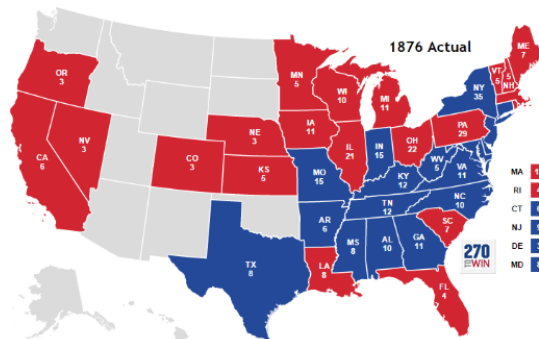 1876 Actual
ME
7
VT
5
5
NH
OR
3
MN
5
WI
10
MI
11
NY
35
NV
3
NE
3
IA
11
PA
29
CA
6
CO
3
KS
5
IL
21
IN
15
OH
22
MO
15
WV
5
VA
11
KY
12
TN
12
NC
10
AR
6
SC
7
MS
8
AL
10
GA
11
TX
8
LA
8
FL
4
270
WIN
MA
RI
CT
NJ
DE
MD